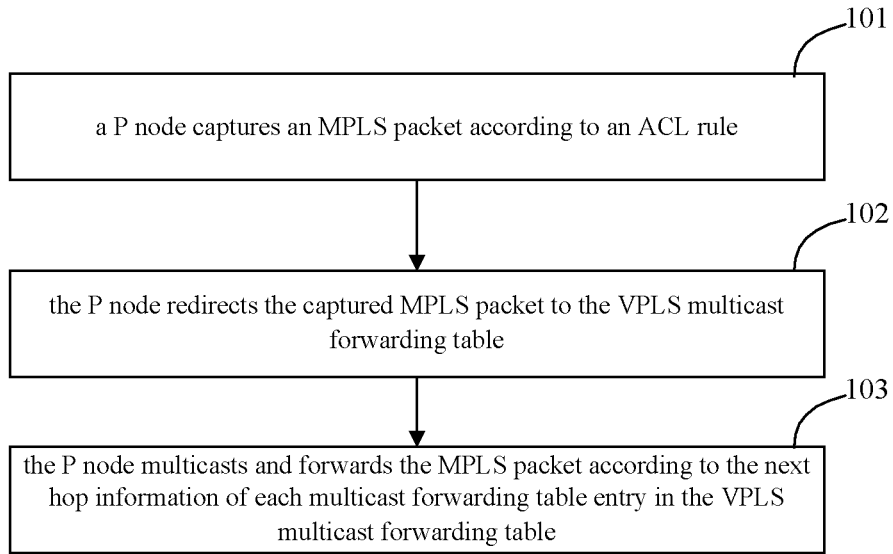 101
a P node captures an MPLS packet according to an ACL rule
102
the P node redirects the captured MPLS packet to the VPLS multicast
forwarding table
103
the P node multicasts and forwards the MPLS packet according to the next
hop information of each multicast forwarding table entry in the VPLS
multicast forwarding table